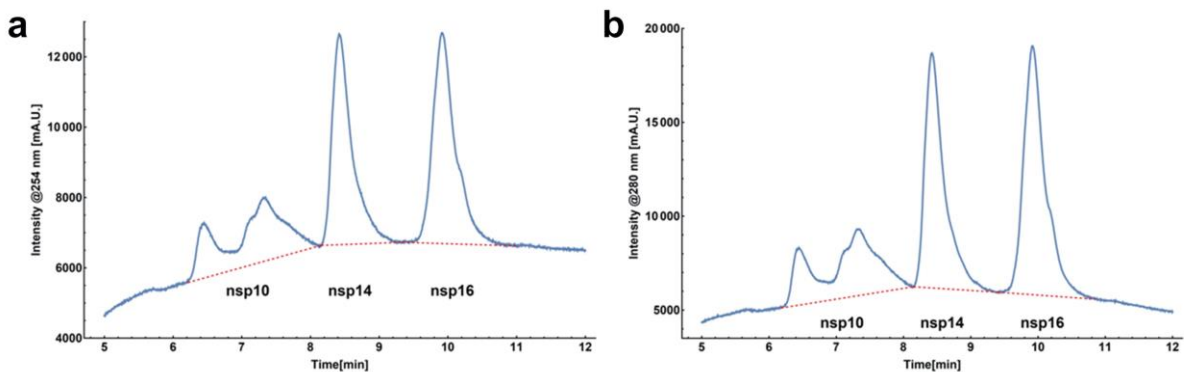 a
12000
10000
8000
6000
4000
Intensity @254 nm [mA.U.]
nsp10 nsp14 nsp16
5 6 7 8 9 10 11 12
Time[min]
b
20000
15000
10000
5000
Intensity @280 nm [mA.U.]
nsp10 nsp14 nsp16
5 6 7 8 9 10 11 12
Time[min]